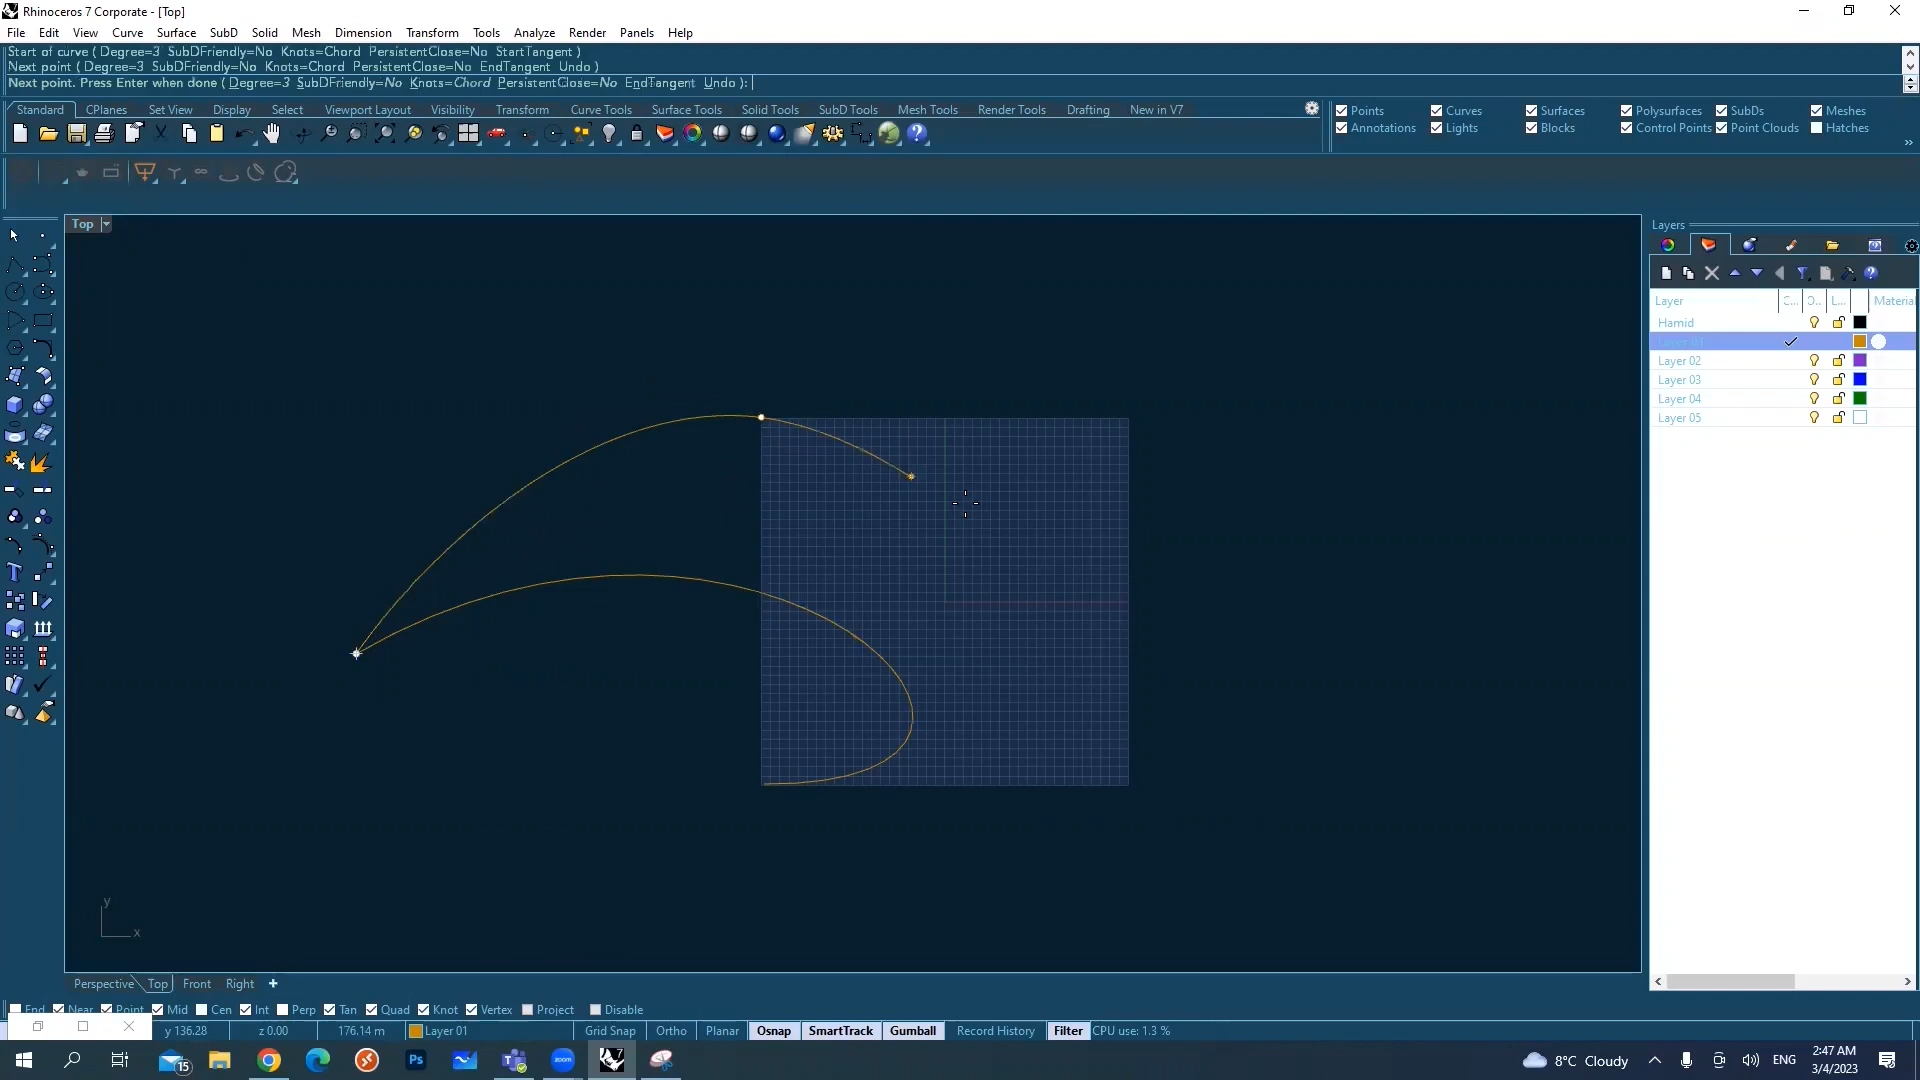 Rhinoceros 7 Corporate - [Top]
File Edit View Curve Surface SubD Solid Mesh Dimension Transform Tools Analyze Render Panels Help
Start of curve ( Degree=3 SubDFriendly=No Knots=Chord PersistentClose=No StartTangent )
Next point ( Degree=3 SubDFriendly=No Knots=Chord PersistentClose=No EndTangent Undo )
Next point. Press Enter when done ( Degree=3 SubDFriendly=No Knots=Chord PersistentClose=No EndTangent Undo ):
Standard CPlanes Set View Display Select Viewport Layout Visibility Transform Curve Tools Surface Tools Solid Tools SubD Tools Mesh Tools Render Tools Drafting New in V7
Points Curves Surfaces Polysurfaces SubDs Meshes
Annotations Lights Blocks Control Points Point Clouds Hatches
»
Top
Layers
Layer C... O... L... Material
Hamid
Layer 01
Layer 02
Layer 03
Layer 04
Layer 05
y
x
Perspective Top Front Right
End Near Point Mid Cen Int Perp Tan Quad Knot Vertex Project Disable
y 136.28 z 0.00 176.14 m Layer 01 Grid Snap Ortho Planar Osnap SmartTrack Gumball Record History Filter CPU use: 1.3 %
15
Ps
zoom
7
8°C Cloudy
ENG
2:47 AM
3/4/2023